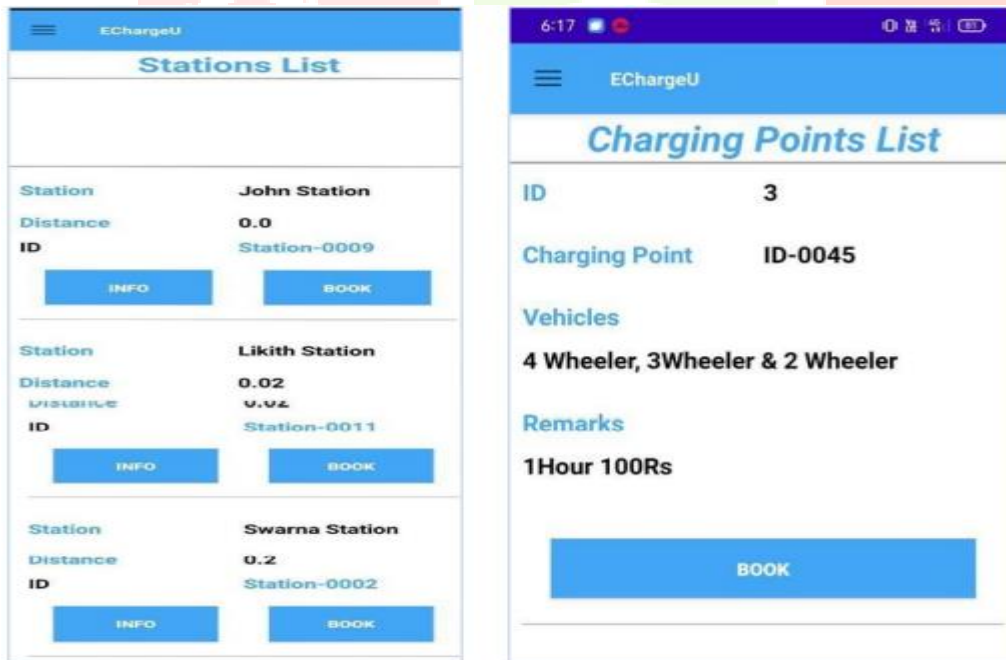 EChargeU
Stations List
Station John Station
Distance 0.0
ID Station-0009
INFO BOOK
Station Likith Station
Distance 0.02
Distance 0.02
ID Station-0011
INFO BOOK
Station Swarna Station
Distance 0.2
ID Station-0002
INFO BOOK
6:17
EChargeU
Charging Points List
ID 3
Charging Point ID-0045
Vehicles
4 Wheeler, 3Wheeler & 2 Wheeler
Remarks
1Hour 100Rs
BOOK